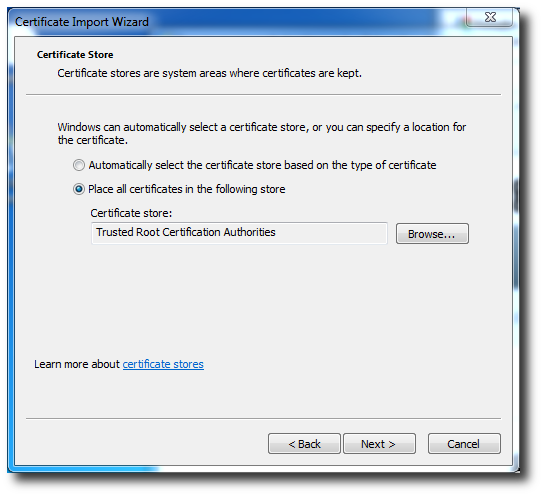 Certificate Import Wizard
Certificate Store
Certificate stores are system areas where certificates are kept.
Windows can automatically select a certificate store, or you can specify a location for
the certificate.
Automatically select the certificate store based on the type of certificate
Place all certificates in the following store
Certificate store:
Trusted Root Certification Authorities
Browse...
Learn more about certificate stores
< Back
Next >
Cancel